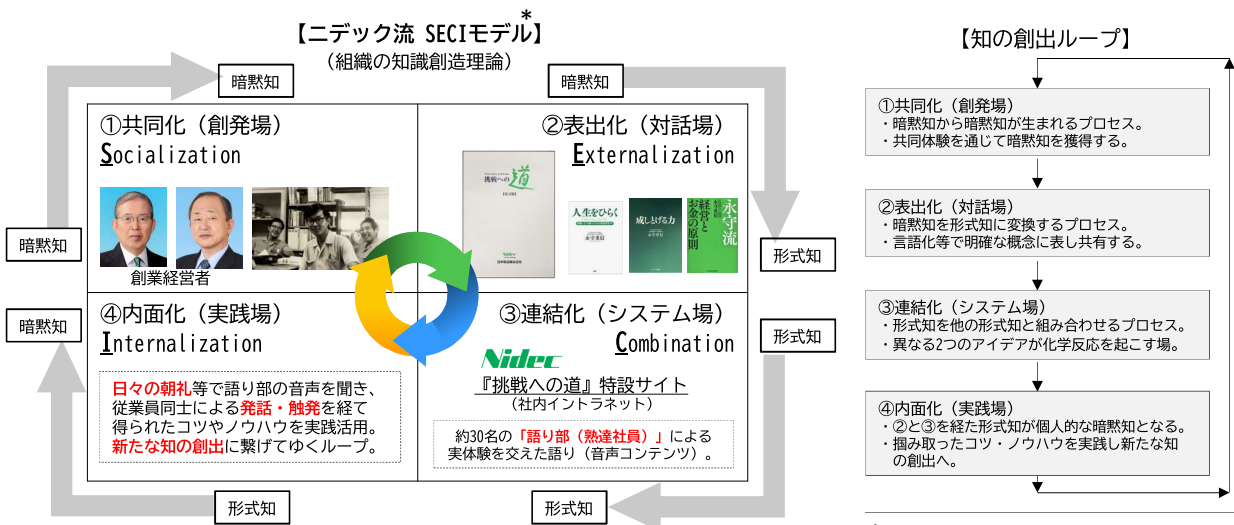 【ニデック流 SECIモデル】*
（組織の知識創造理論）
暗黙知
暗黙知
①共同化（創発場）
Socialization
創業経営者
暗黙知
②表出化（対話場）
Externalization
挑戦への道
Nidec
人生をひらく
永守重信
成しとげる力
永守重信
永守流
経営と
お金の原則
形式知
暗黙知
④内面化（実践場）
Internalization
日々の朝礼等で語り部の音声を聞き、
従業員同士による発話・触発を経て
得られたコツやノウハウを実践活用。
新たな知の創出に繋げてゆくループ。
③連結化（システム場）
Combination
Nidec
『挑戦への道』特設サイト
（社内イントラネット）
約30名の「語り部（熟達社員）」による
実体験を交えた語り（音声コンテンツ）。
形式知
形式知
形式知
【知の創出ループ】
①共同化（創発場）
・暗黙知から暗黙知が生まれるプロセス。
・共同体験を通じて暗黙知を獲得する。
②表出化（対話場）
・暗黙知を形式知に変換するプロセス。
・言語化等で明確な概念に表し共有する。
③連結化（システム場）
・形式知を他の形式知と組み合わせるプロセス。
・異なる2つのアイデアが化学反応を起こす場。
④内面化（実践場）
・②と③を経た形式知が個人的な暗黙知となる。
・掴み取ったコツ・ノウハウを実践し新たな知
の創出へ。